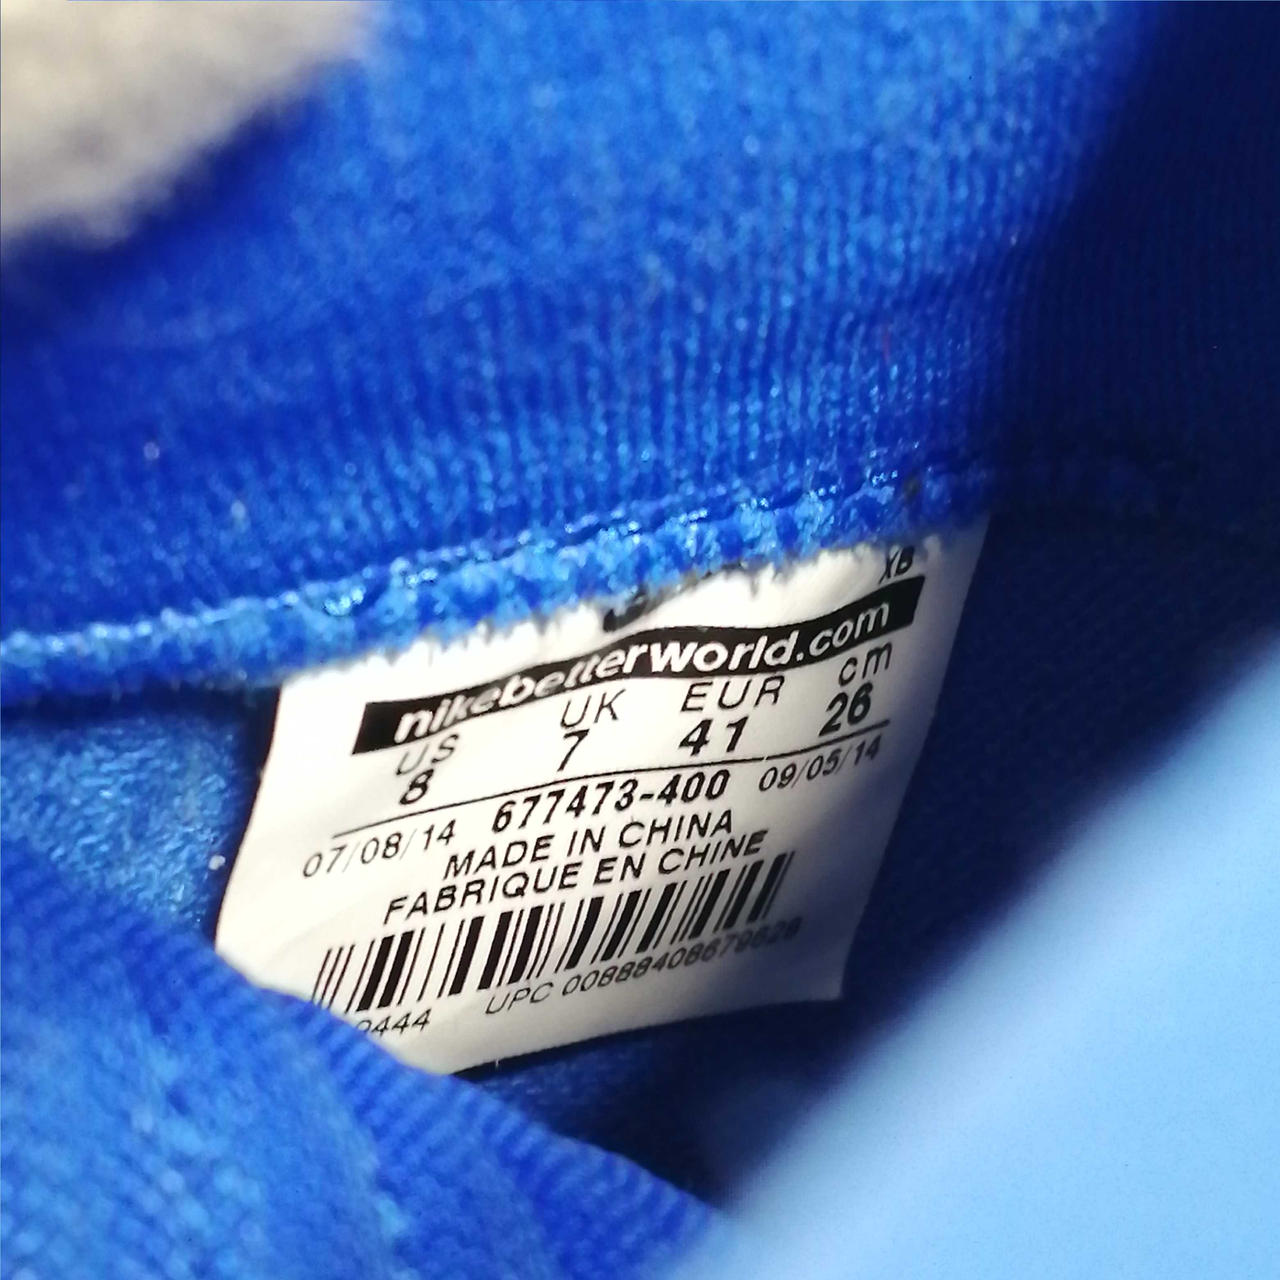 XB
nikebetterworld.com
US UK EUR cm
8 7 41 26
07/08/14 677473-400 09/05/14
MADE IN CHINA
FABRIQUE EN CHINE
UPC 00888408679629